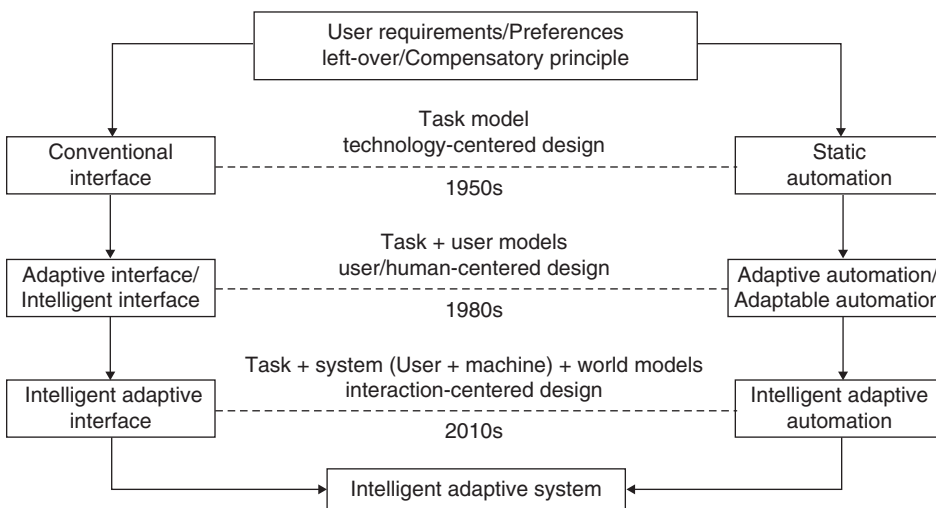 User requirements/Preferences
left-over/Compensatory principle
Task model
technology-centered design
Conventional
interface
Static
automation
1950s
Task + user models
user/human-centered design
Adaptive interface/
Intelligent interface
Adaptive automation/
Adaptable automation
1980s
Task + system (User + machine) + world models
interaction-centered design
Intelligent adaptive
interface
Intelligent adaptive
automation
2010s
Intelligent adaptive system